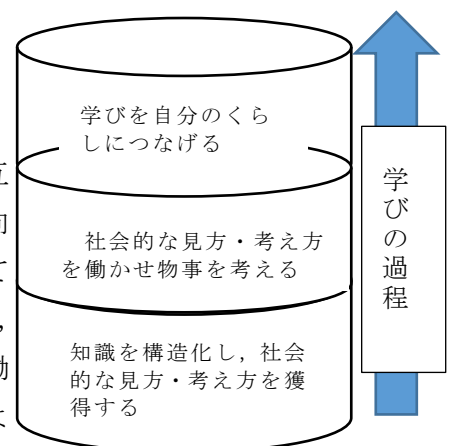 学びを自分のくら
しにつなげる
社会的な見方・考え方
を働かせ物事を考える
知識を構造化し，社会
的な見方・考え方を獲
得する
学びの過程